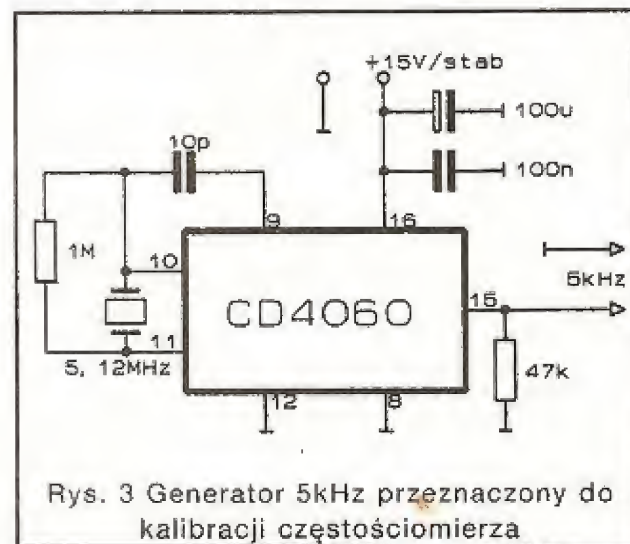 +15V/stab
100u
10p
100n
9
16
1M
10
5kHz
CD4060
15
11
5, 12MHz
47k
12
8
Rys. 3 Generator 5kHz przeznaczony do
kalibracji częstościomierza